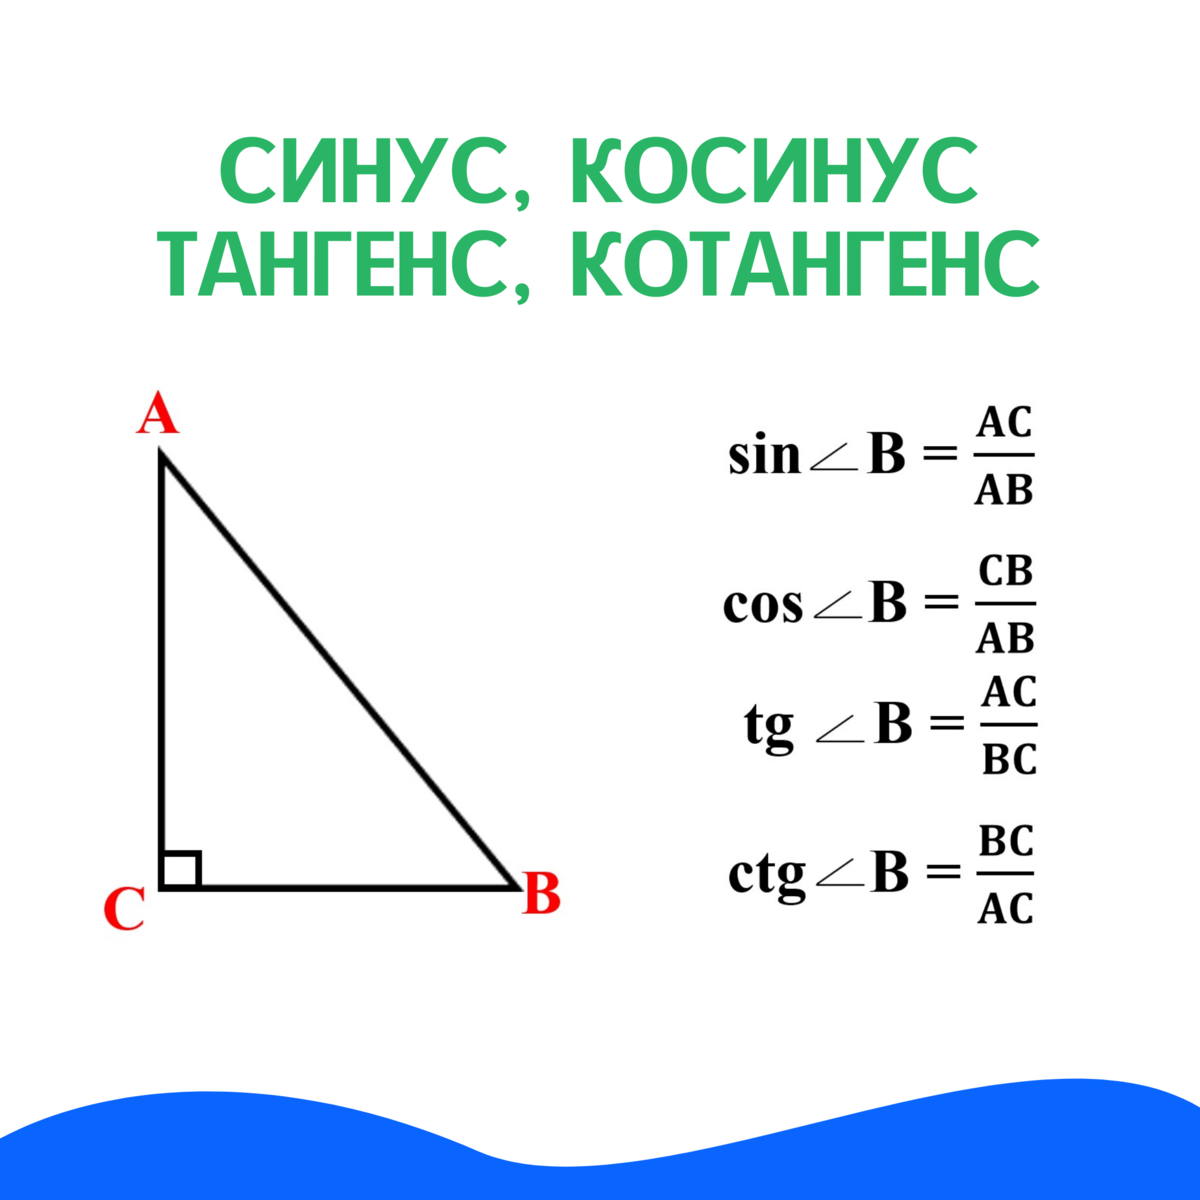 СИНУС, КОСИНУС
ТАНГЕНС, КОТАНГЕНС
A
C
B
sin∠B = AC/AB
cos∠B = CB/AB
tg ∠B = AC/BC
ctg∠B = BC/AC